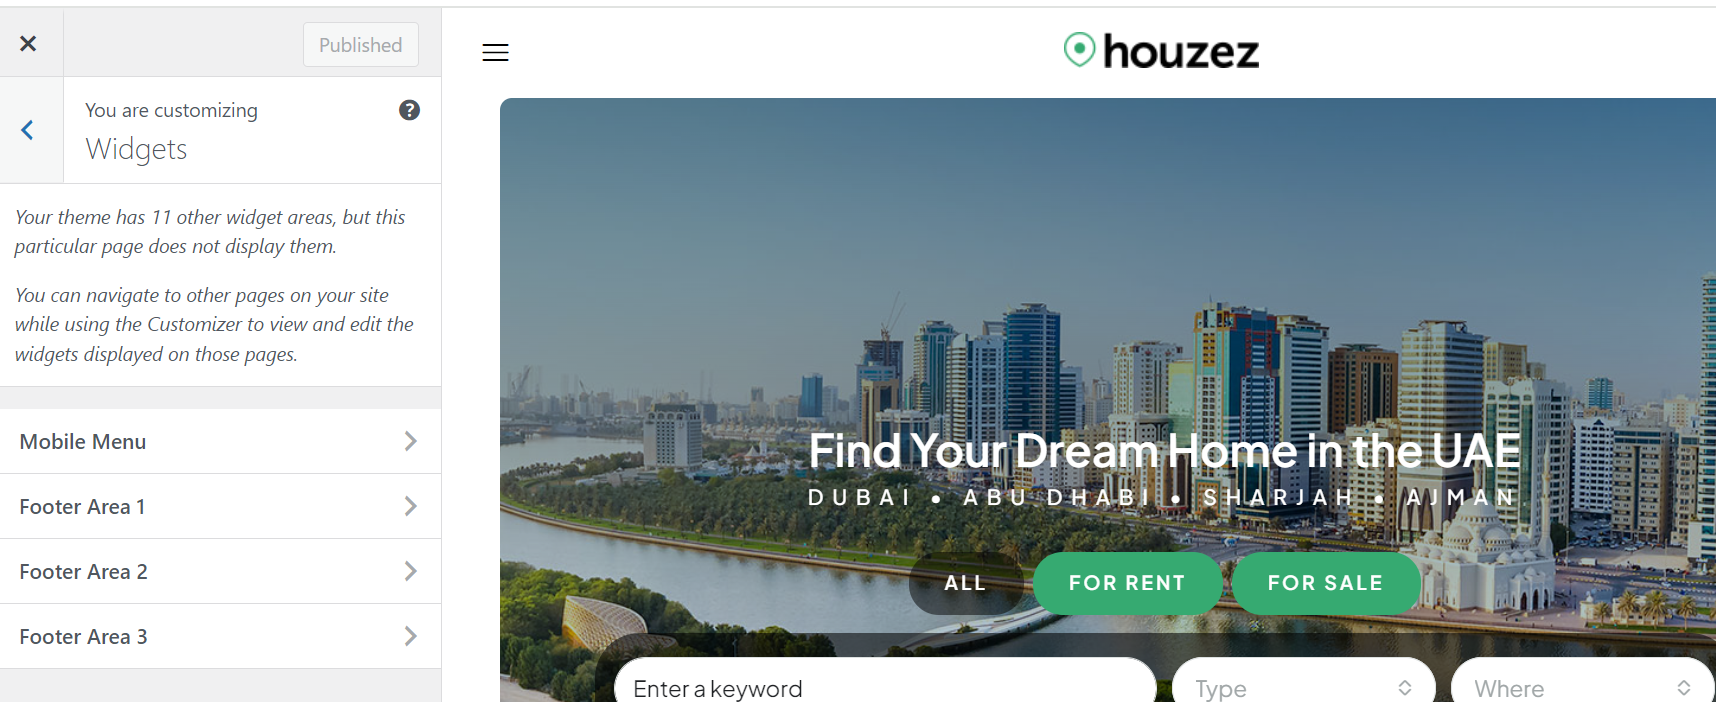 Published
You are customizing
Widgets
Your theme has 11 other widget areas, but this
particular page does not display them.
You can navigate to other pages on your site
while using the Customizer to view and edit the
widgets displayed on those pages.
Mobile Menu
Footer Area 1
Footer Area 2
Footer Area 3
houzez
Find Your Dream Home in the UAE
DUBAI • ABU DHABI • SHARJAH • AJMAN
ALL
FOR RENT
FOR SALE
Enter a keyword
Type
Where